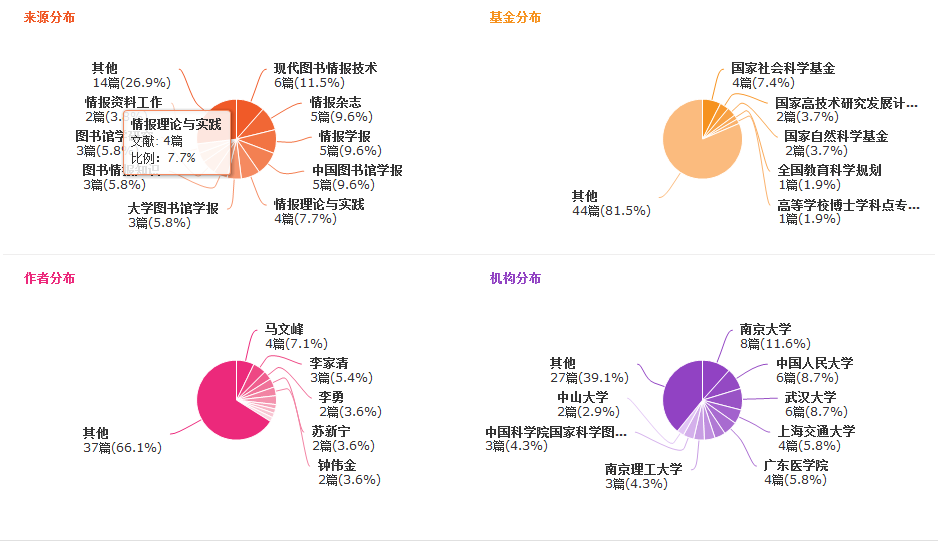 来源分布
其他
14篇(26.9%)
现代图书情报技术
6篇(11.5%)
情报资料工作
2篇(3.
情报杂志
5篇(9.6%)
图书馆学
3篇(5.8
情报理论与实践
文献: 4篇
比例: 7.7%
情报学报
5篇(9.6%)
图书情报
3篇(5.8%)
中国图书馆学报
5篇(9.6%)
大学图书馆学报
3篇(5.8%)
情报理论与实践
4篇(7.7%)
基金分布
国家社会科学基金
4篇(7.4%)
国家高技术研究发展计...
2篇(3.7%)
国家自然科学基金
2篇(3.7%)
全国教育科学规划
1篇(1.9%)
其他
44篇(81.5%)
高等学校博士学科点专...
1篇(1.9%)
作者分布
马文峰
4篇(7.1%)
李家清
3篇(5.4%)
李勇
2篇(3.6%)
其他
37篇(66.1%)
苏新宁
2篇(3.6%)
钟伟金
2篇(3.6%)
机构分布
南京大学
8篇(11.6%)
其他
27篇(39.1%)
中国人民大学
6篇(8.7%)
中山大学
2篇(2.9%)
武汉大学
6篇(8.7%)
中国科学院国家科学图...
3篇(4.3%)
上海交通大学
4篇(5.8%)
南京理工大学
3篇(4.3%)
广东医学院
4篇(5.8%)